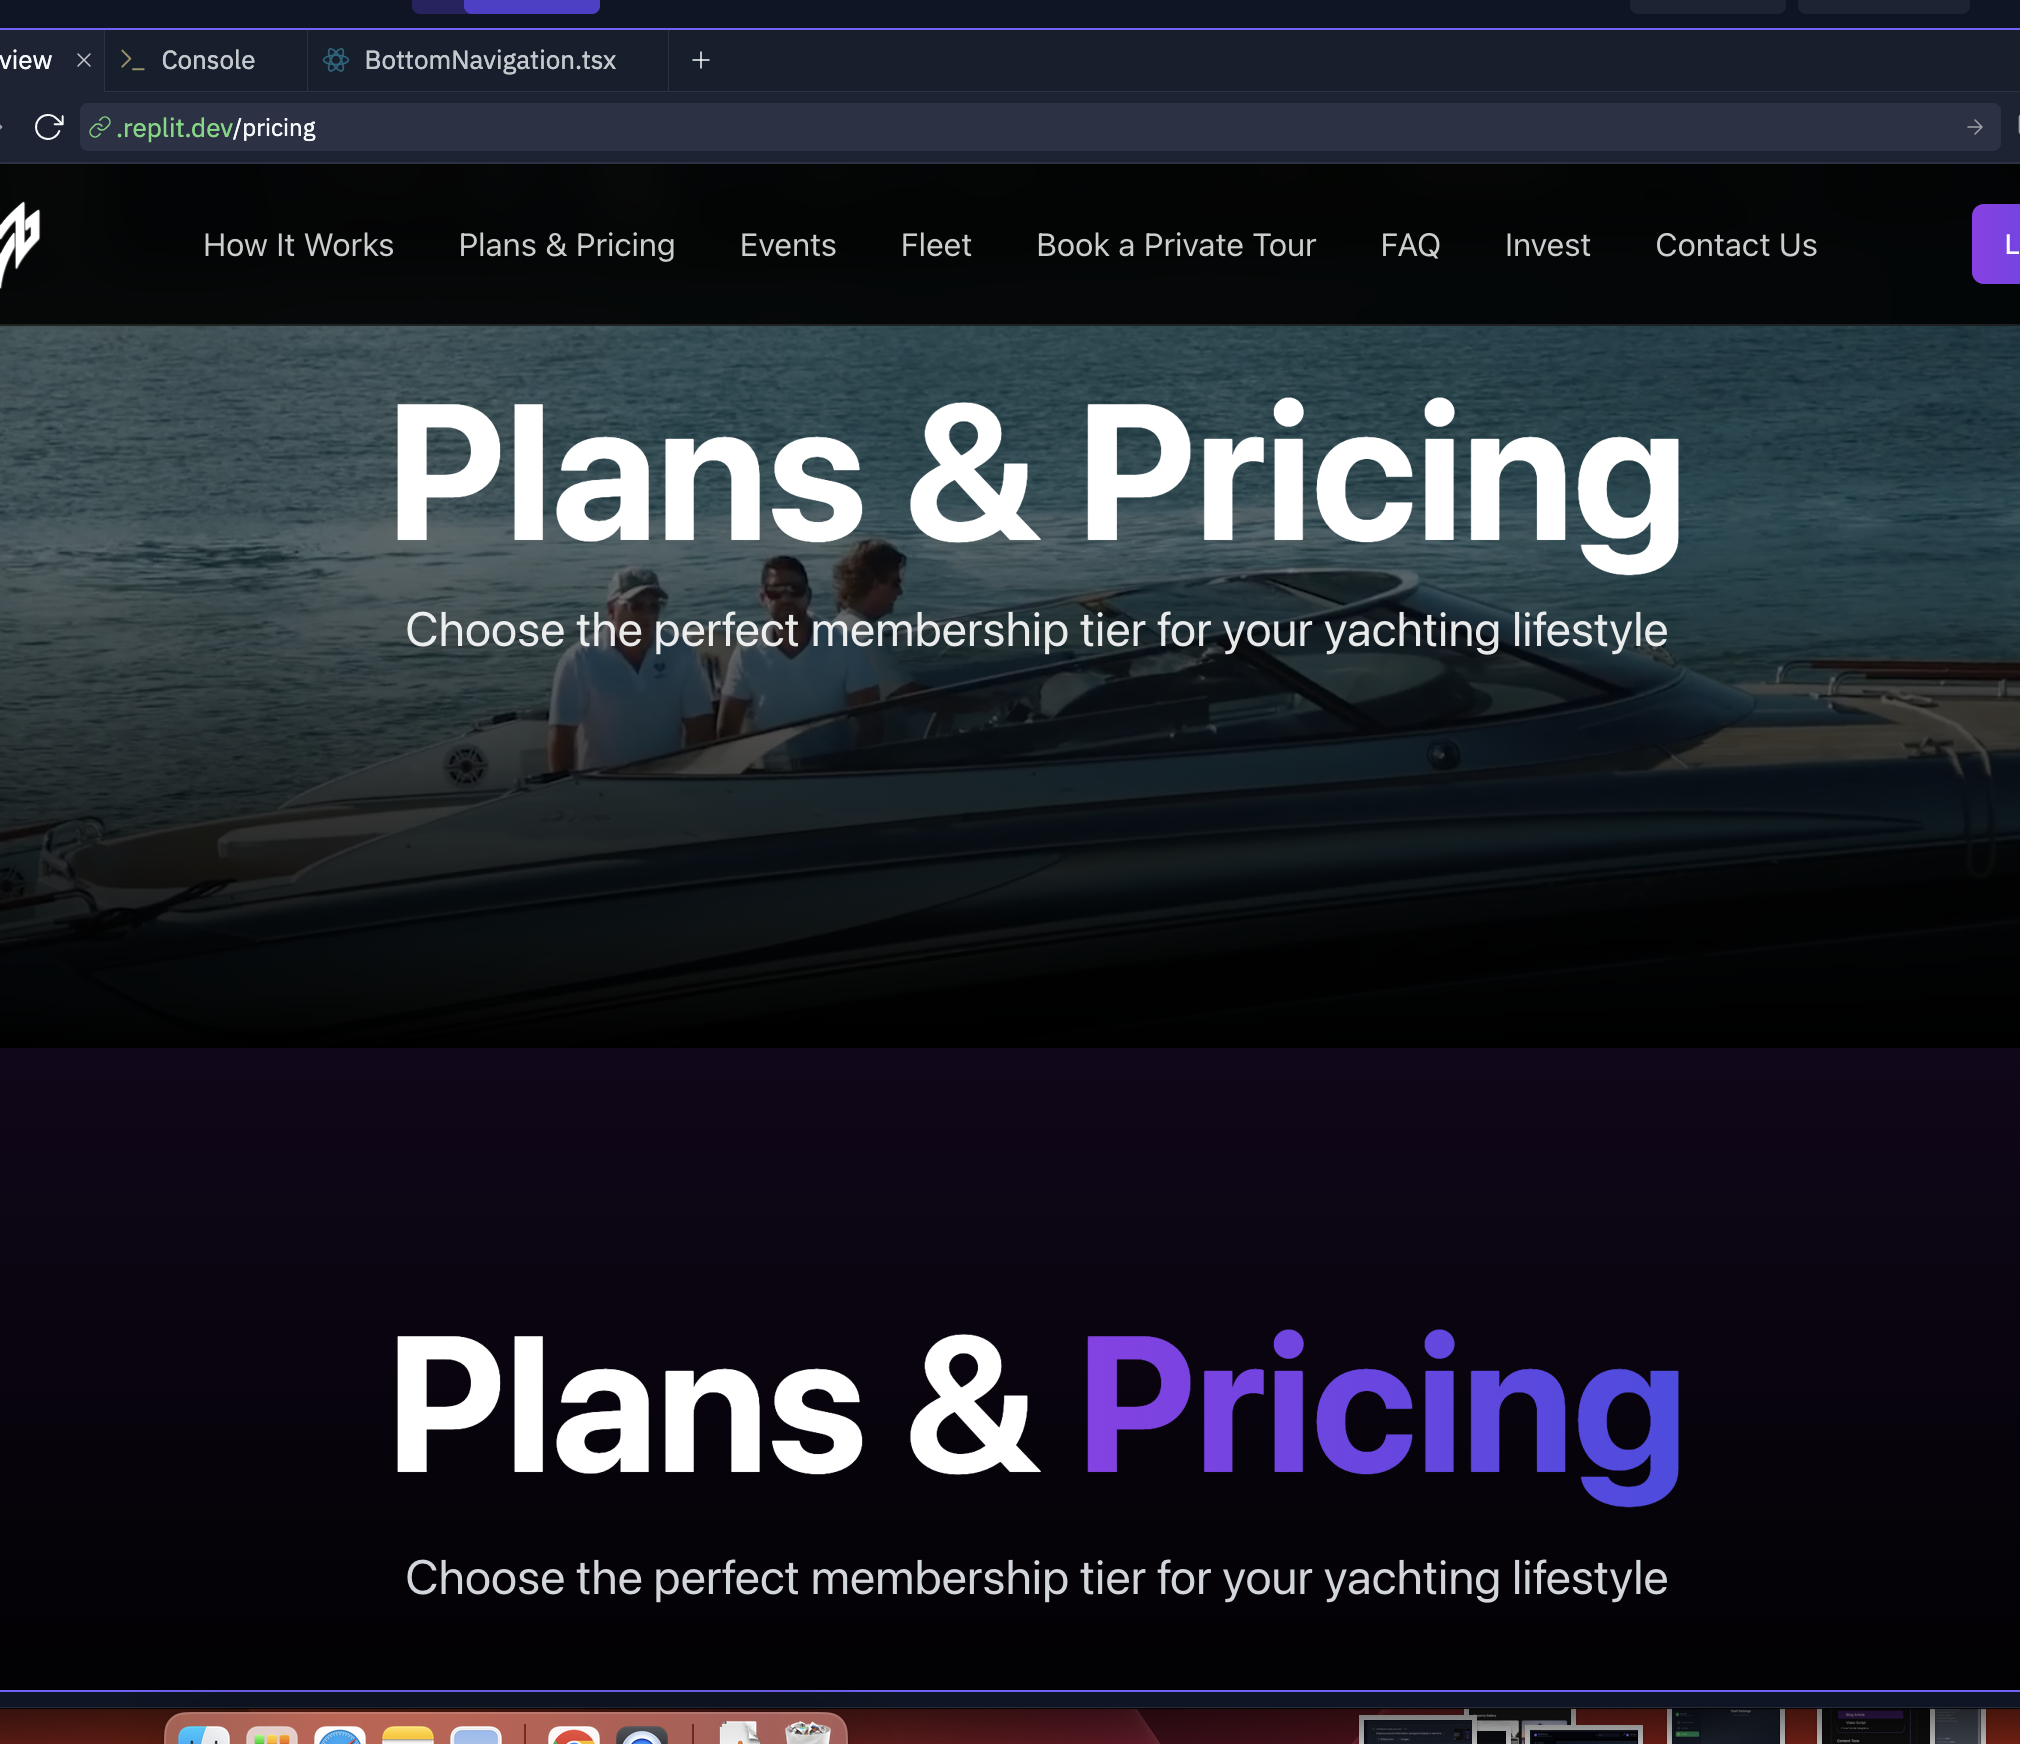 view
Console
BottomNavigation.tsx
.replit.dev/pricing
How It Works
Plans & Pricing
Events
Fleet
Book a Private Tour
FAQ
Invest
Contact Us
L
Plans & Pricing
Choose the perfect membership tier for your yachting lifestyle
Plans & Pricing
Choose the perfect membership tier for your yachting lifestyle